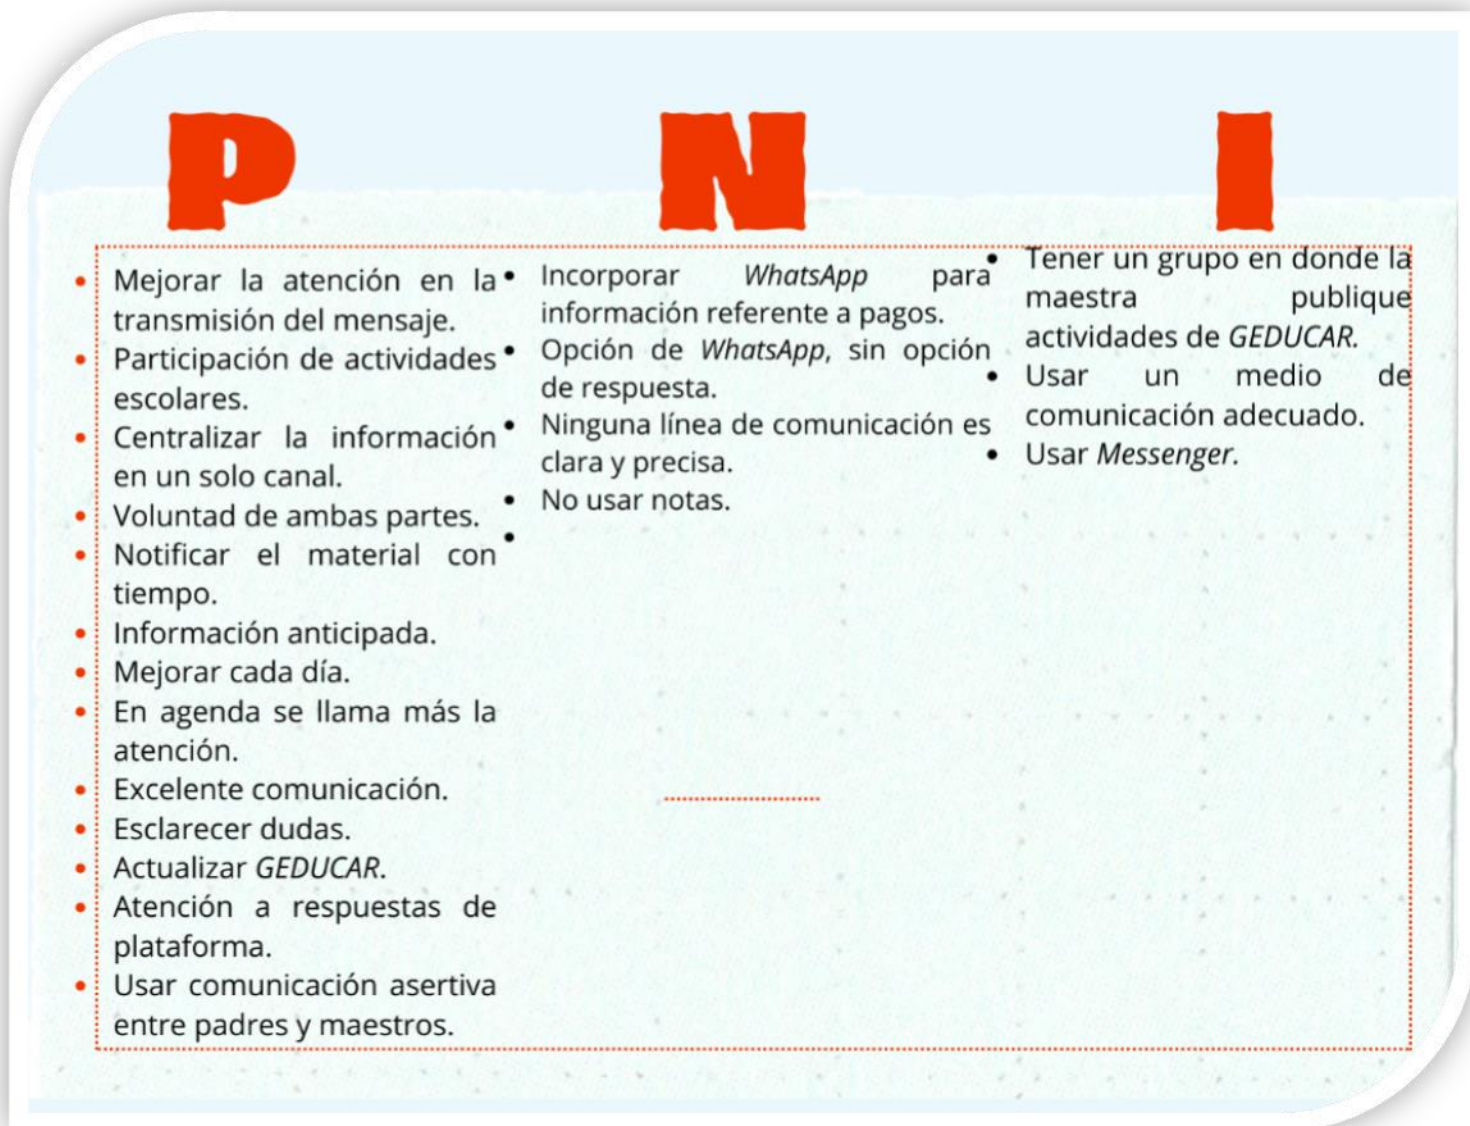 P
N
I
• Mejorar la atención en la
transmisión del mensaje.
• Participación de actividades
escolares.
• Centralizar la información
en un solo canal.
• Voluntad de ambas partes.
• Notificar el material con
tiempo.
• Información anticipada.
• Mejorar cada día.
• En agenda se llama más la
atención.
• Excelente comunicación.
• Esclarecer dudas.
• Actualizar GEDUCAR.
• Atención a respuestas de
plataforma.
• Usar comunicación asertiva
entre padres y maestros.
• Incorporar WhatsApp para
información referente a pagos.
• Opción de WhatsApp, sin opción
de respuesta.
• Ninguna línea de comunicación es
clara y precisa.
• No usar notas.
•
• Tener un grupo en donde la
maestra publique
actividades de GEDUCAR.
• Usar un medio de
comunicación adecuado.
• Usar Messenger.